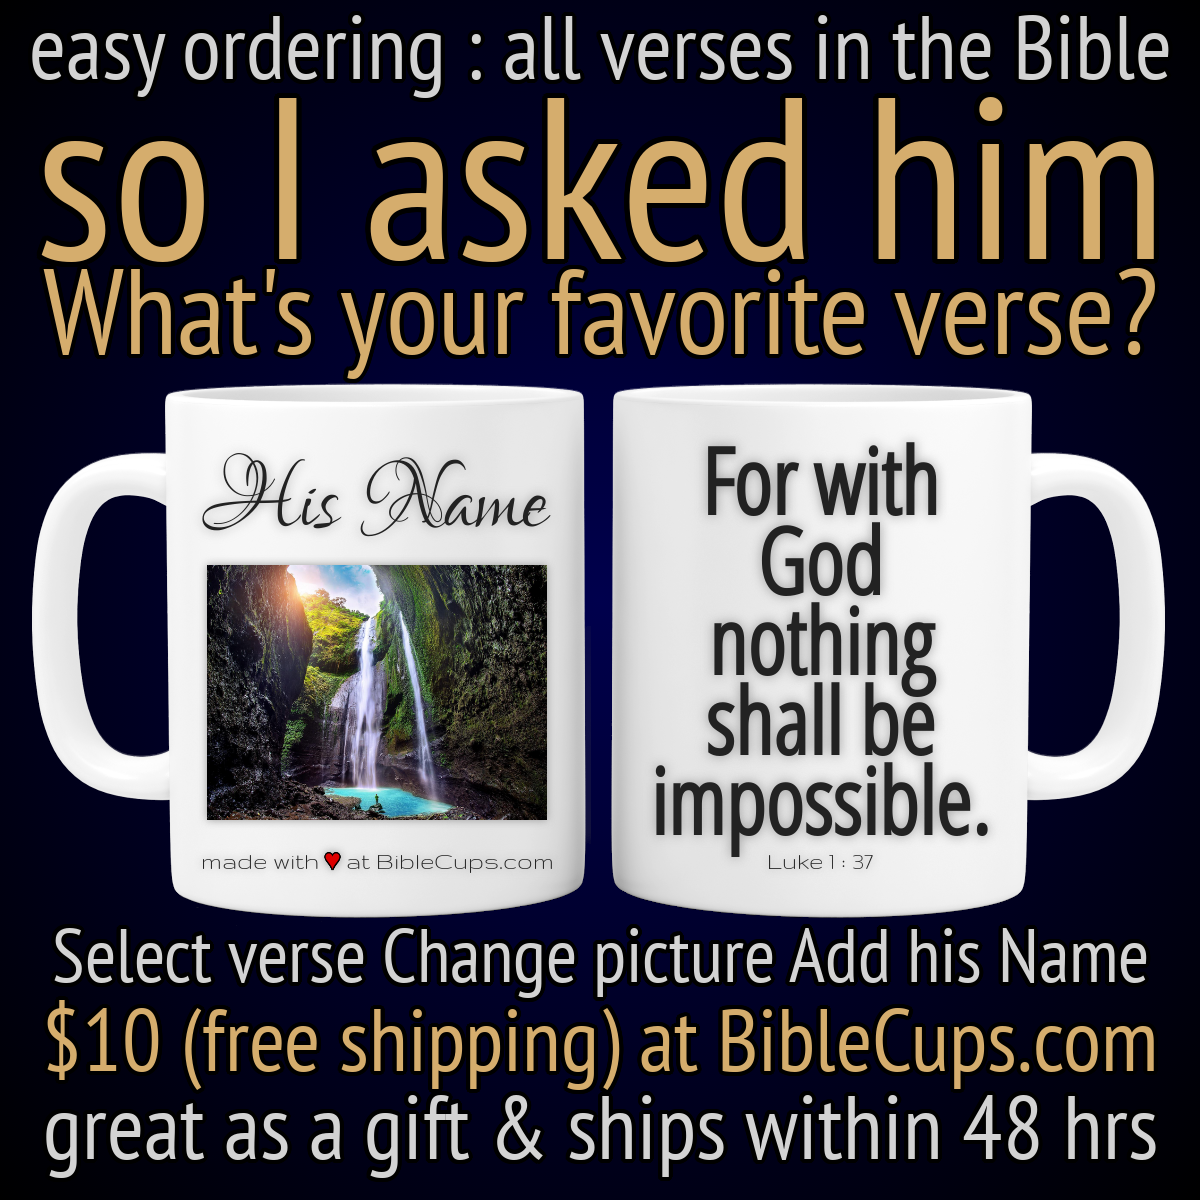 easy ordering : all verses in the Bible
so I asked him
What's your favorite verse?
His Name
made with ♥ at BibleCups.com
For with
God
nothing
shall be
impossible.
Luke 1 : 37
Select verse Change picture Add his Name
$10 (free shipping) at BibleCups.com
great as a gift & ships within 48 hrs